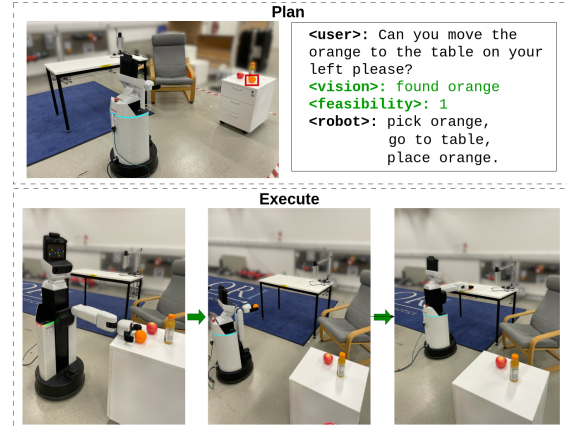 Plan
<user>: Can you move the
orange to the table on your
left please?
<vision>: found orange
<feasibility>: 1
<robot>: pick orange,
go to table,
place orange.
Execute